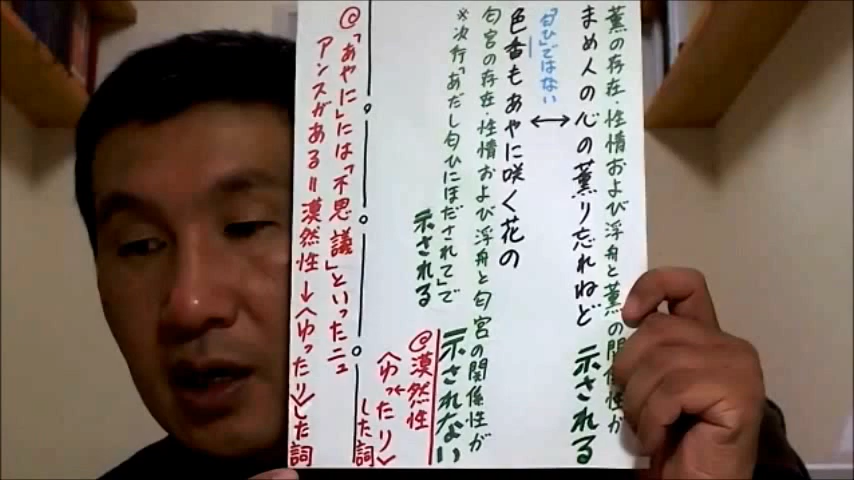 薫の存在・性情および浮舟と薫の関係性が
示される
まめ人の心の薫り忘れねど
「匂ひ」ではない
色香もあやに咲く花の
匂宮の存在・性情および浮舟と匂宮の関係性が
示されない
※次行「あだし匂ひにほだされて」で
示される
@漠然性
↓
〈ゆったり〉
した詞
@「あやに」には「不思議」といったニュ
アンスがある=漠然性→〈ゆったり〉した詞